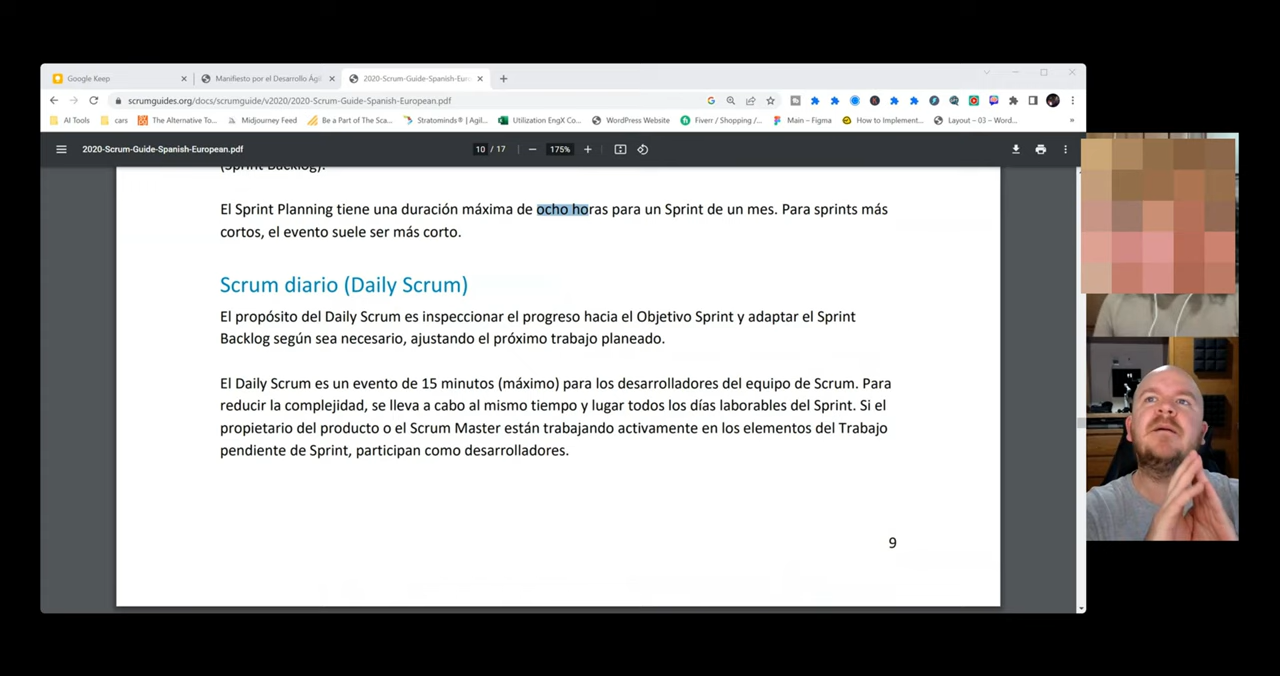 Google Keep
Manifiesto por el Desarrollo Ági
2020-Scrum-Guide-Spanish-Eur
scrumguides.org/docs/scrumguide/v2020/2020-Scrum-Guide-Spanish-European.pdf
AI Tools cars The Alternative To... Midjourney Feed Be a Part of The Sca... Stratominds® | Agil... Utilization EngX Co... WordPress Website Fiverr / Shopping /... Main – Figma How to Implement... Layout – 03 – Word... »
2020-Scrum-Guide-Spanish-European.pdf 10 / 17 175%
(Sprint Backlog).
El Sprint Planning tiene una duración máxima de ocho horas para un Sprint de un mes. Para sprints más
cortos, el evento suele ser más corto.
Scrum diario (Daily Scrum)
El propósito del Daily Scrum es inspeccionar el progreso hacia el Objetivo Sprint y adaptar el Sprint
Backlog según sea necesario, ajustando el próximo trabajo planeado.
El Daily Scrum es un evento de 15 minutos (máximo) para los desarrolladores del equipo de Scrum. Para
reducir la complejidad, se lleva a cabo al mismo tiempo y lugar todos los días laborables del Sprint. Si el
propietario del producto o el Scrum Master están trabajando activamente en los elementos del Trabajo
pendiente de Sprint, participan como desarrolladores.
9